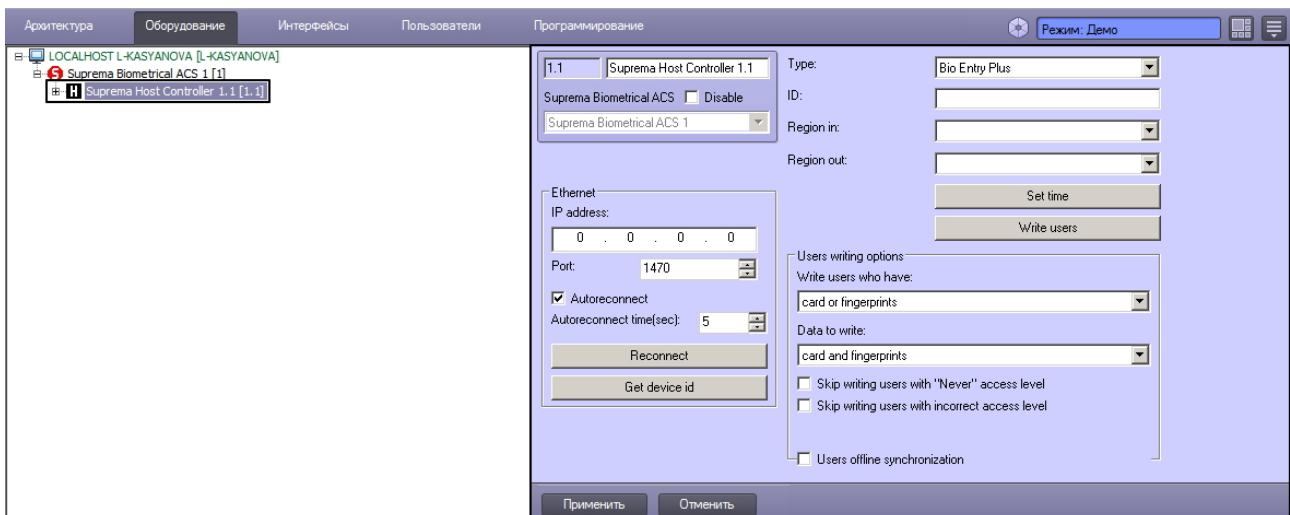 Архитектура Оборудование Интерфейсы Пользователи Программирование Режим: Демо
LOCALHOST L-KASYANOVA [L-KASYANOVA]
S Suprema Biometrical ACS 1 [1]
H Suprema Host Controller 1.1 [1.1]
1.1 Suprema Host Controller 1.1
Suprema Biometrical ACS Disable
Suprema Biometrical ACS 1
Ethernet
IP address:
0 . 0 . 0 . 0
Port: 1470
Autoreconnect
Autoreconnect time(sec): 5
Reconnect
Get device id
Type: Bio Entry Plus
ID:
Region in:
Region out:
Set time
Write users
Users writing options
Write users who have:
card or fingerprints
Data to write:
card and fingerprints
Skip writing users with "Never" access level
Skip writing users with incorrect access level
Users offline synchronization
Применить Отменить